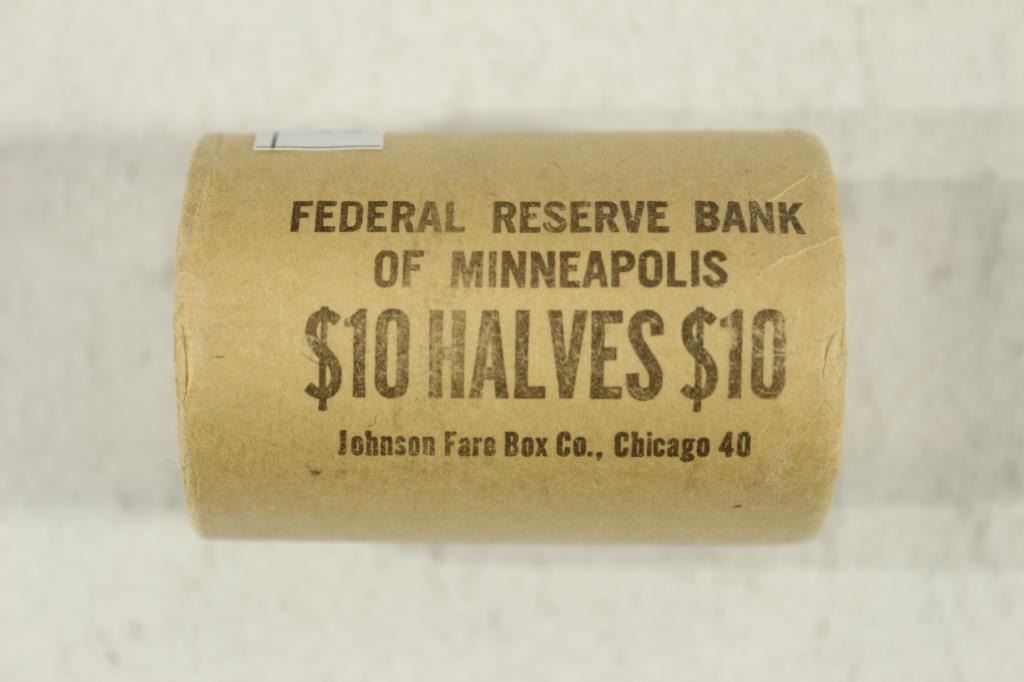 FEDERAL RESERVE BANK
OF MINNEAPOLIS
$10 HALVES $10
Johnson Fare Box Co., Chicago 40